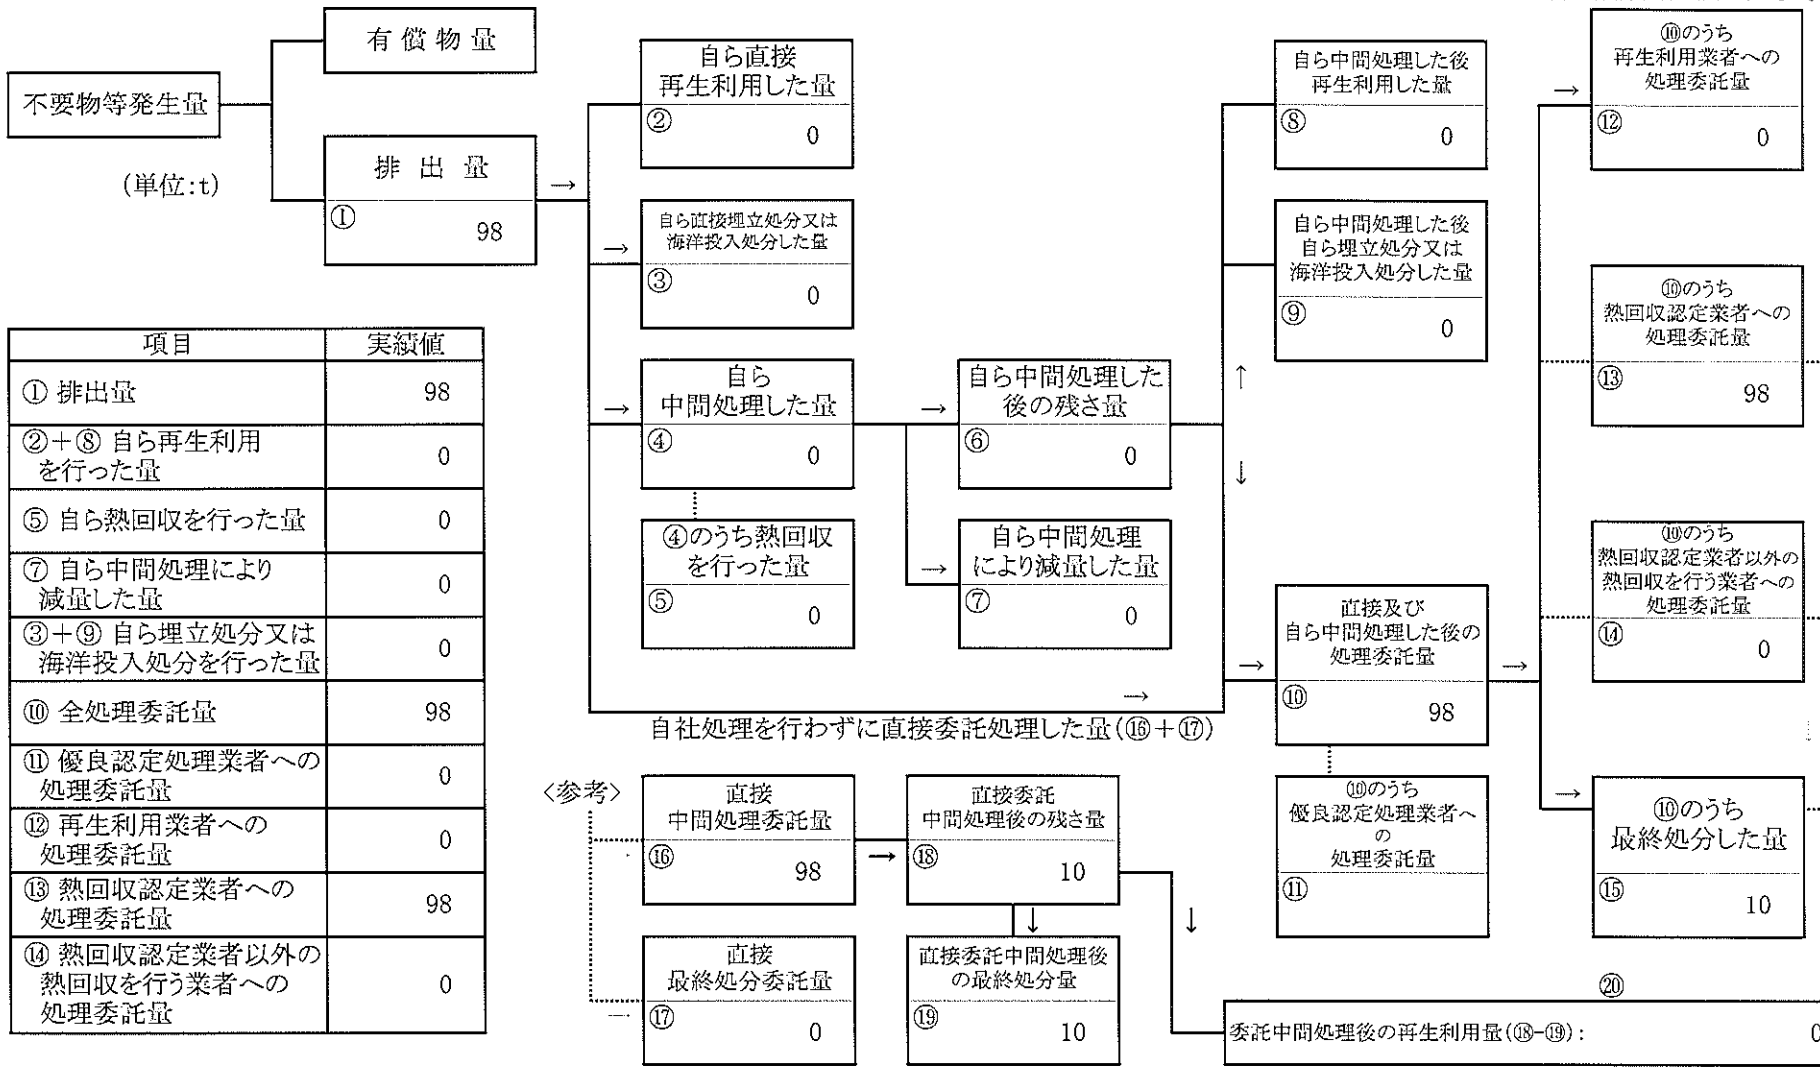 有 償 物 量
不要物等発生量
(単位:t)
排 出 量
→
①
98
自ら直接
再生利用した量
②
0
→
自ら直接埋立処分又は
海洋投入処分した量
③
0
→
自ら
中間処理した量
④
0
④のうち熱回収
を行った量
⑤
0
→
自ら中間処理した
後の残さ量
⑥
0
→
自ら中間処理
により減量した量
⑦
0
→
自社処理を行わずに直接委託処理した量(⑯+⑰)
自ら中間処理した後
再生利用した量
⑧
0
自ら中間処理した後
自ら埋立処分又は
海洋投入処分した量
⑨
0
↑
↓
→
直接及び
自ら中間処理した後の
処理委託量
⑩
98
→
⑩のうち
優良認定処理業者へ
の
処理委託量
⑪
→
⑩のうち
再生利用業者への
処理委託量
⑫
0
⑩のうち
熱回収認定業者への
処理委託量
⑬
98
⑩のうち
熱回収認定業者以外の
熱回収を行う業者への
処理委託量
⑭
0
→
⑩のうち
最終処分した量
⑮
10
項目 実績値
① 排出量 98
②+⑧ 自ら再生利用
を行った量 0
⑤ 自ら熱回収を行った量 0
⑦ 自ら中間処理により
減量した量 0
③+⑨ 自ら埋立処分又は
海洋投入処分を行った量 0
⑩ 全処理委託量 98
⑪ 優良認定処理業者への
処理委託量 0
⑫ 再生利用業者への
処理委託量 0
⑬ 熱回収認定業者への
処理委託量 98
⑭ 熱回収認定業者以外の
熱回収を行う業者への
処理委託量 0
<参考>
直接
中間処理委託量
⑯
98
→
直接委託
中間処理後の残さ量
⑱
10
↓
↓
→
直接
最終処分委託量
⑰
0
直接委託中間処理後
の最終処分量
⑲
10
⑳
委託中間処理後の再生利用量(⑱-⑲): 0